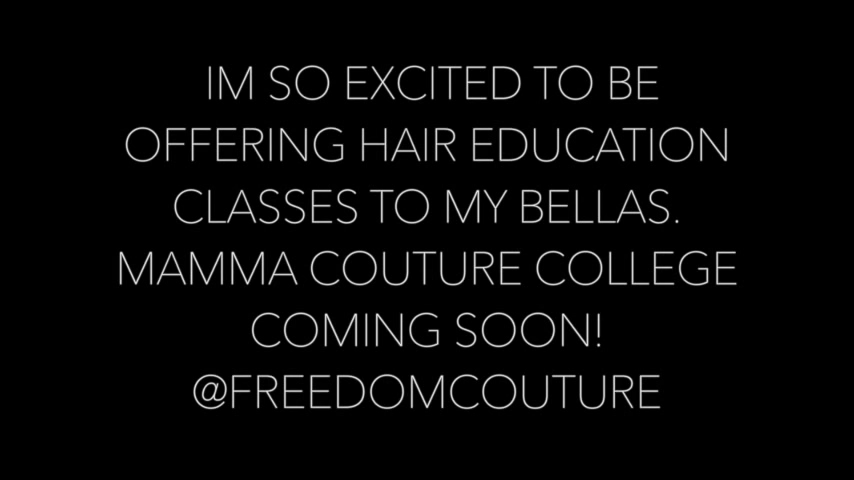 IM SO EXCITED TO BE
OFFERING HAIR EDUCATION
CLASSES TO MY BELLAS.
MAMMA COUTURE COLLEGE
COMING SOON!
@FREEDOMCOUTURE